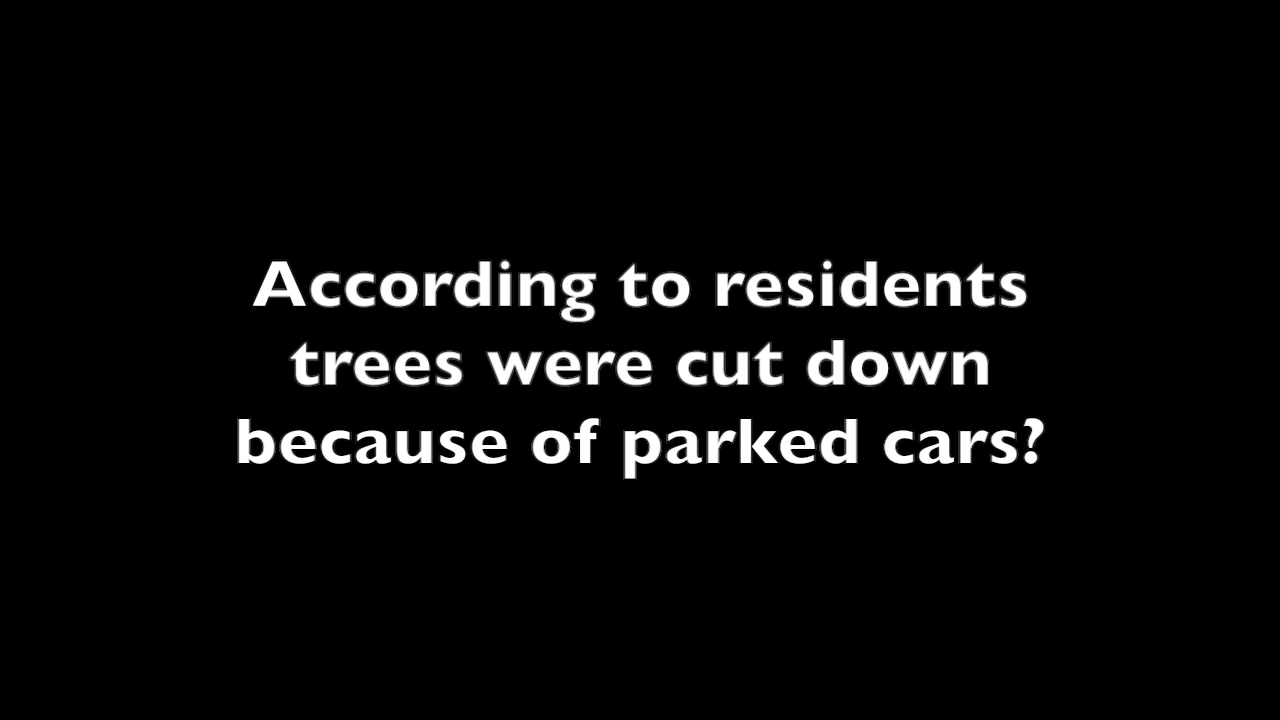 According to residents
trees were cut down
because of parked cars?